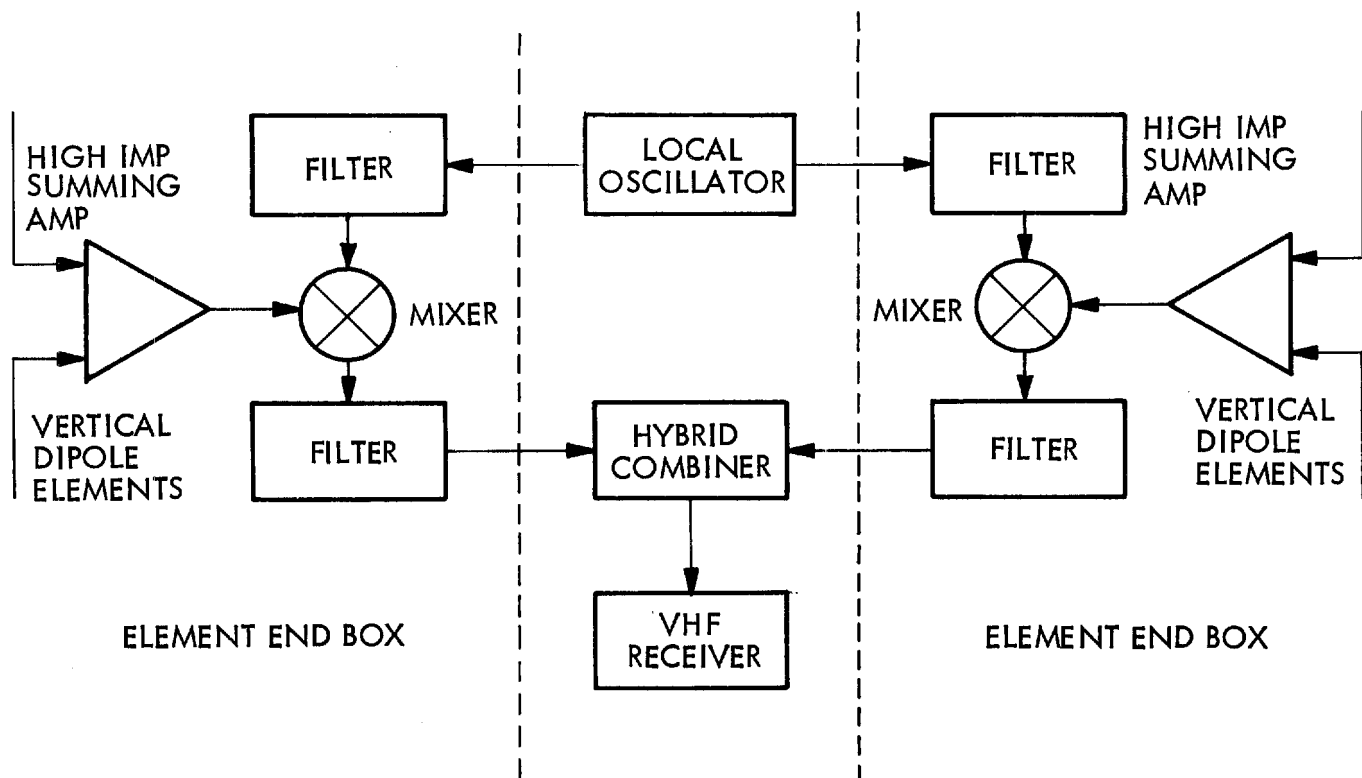 HIGH IMP
SUMMING
AMP
FILTER
LOCAL
OSCILLATOR
FILTER
HIGH IMP
SUMMING
AMP
MIXER
MIXER
VERTICAL
DIPOLE
ELEMENTS
FILTER
HYBRID
COMBINER
FILTER
VERTICAL
DIPOLE
ELEMENTS
ELEMENT END BOX
VHF
RECEIVER
ELEMENT END BOX